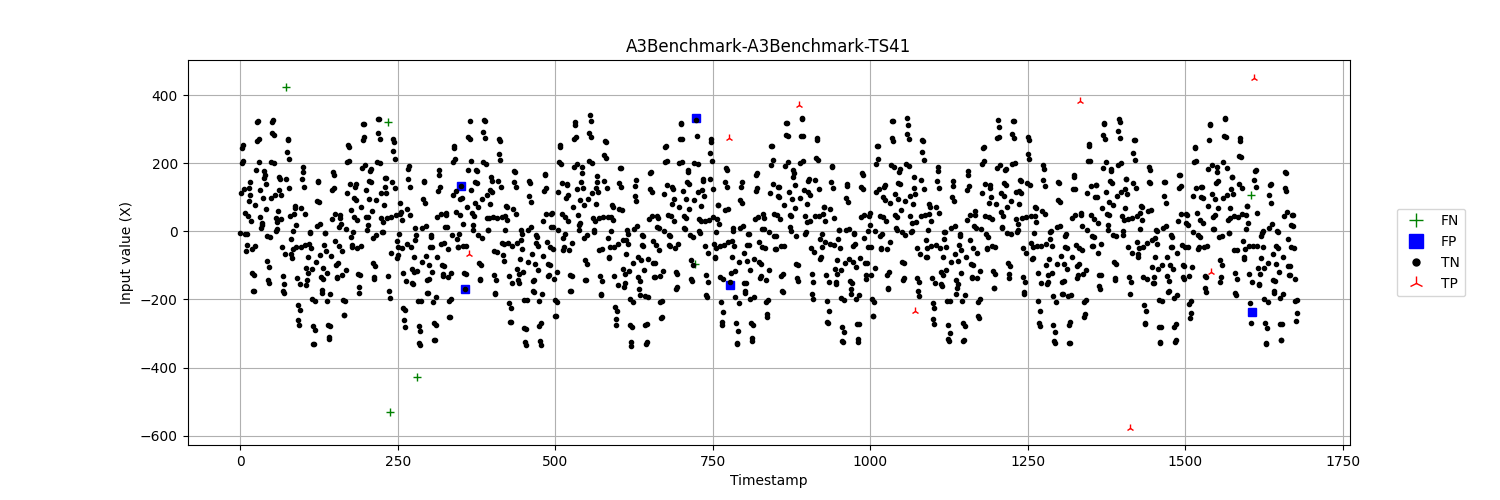 A3Benchmark-A3Benchmark-TS41
Input value (X)
400
200
0
−200
−400
−600
0 250 500 750 1000 1250 1500 1750
Timestamp
FN
FP
TN
TP